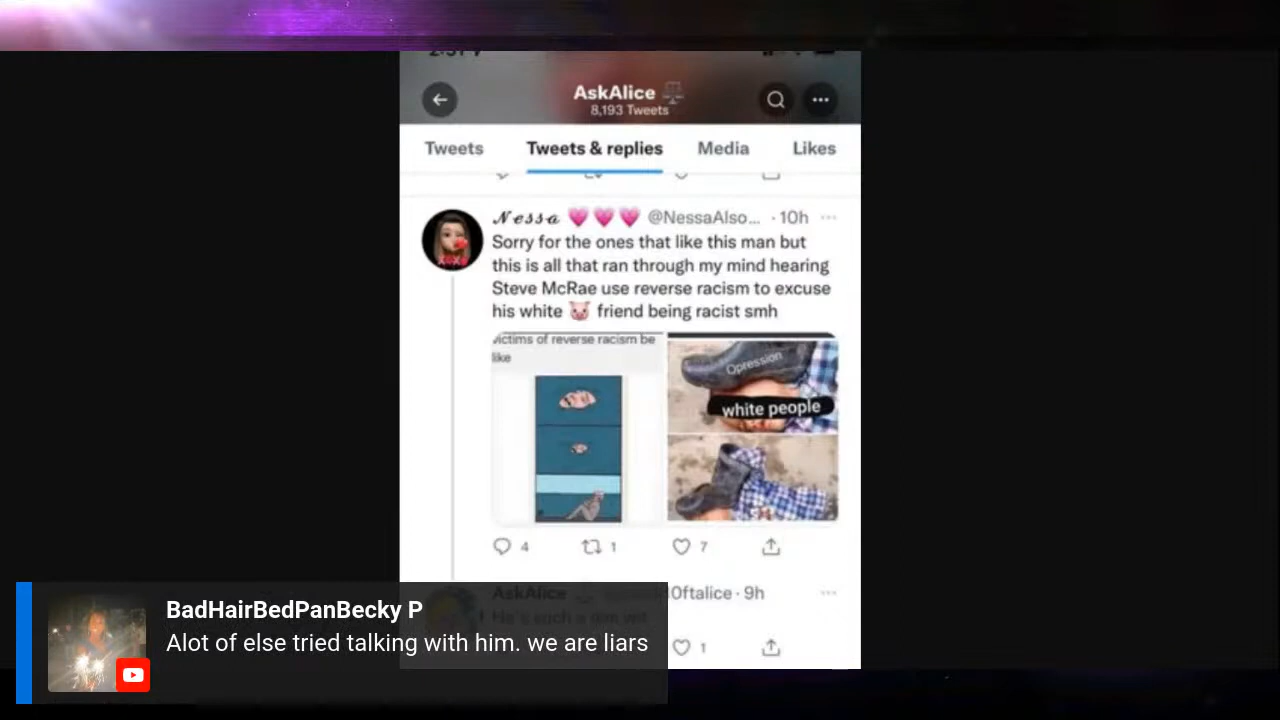 AskAlice
8,193 Tweets
Tweets
Tweets & replies
Media
Likes
Nessa @NessaAlso... · 10h
Sorry for the ones that like this man but
this is all that ran through my mind hearing
Steve McRae use reverse racism to excuse
his white 🐷 friend being racist smh
victims of reverse racism be
like
Opression
white people
4
1
7
AskAlice
0ftalice · 9h
He's such a
1
BadHairBedPanBecky P
Alot of else tried talking with him. we are liars